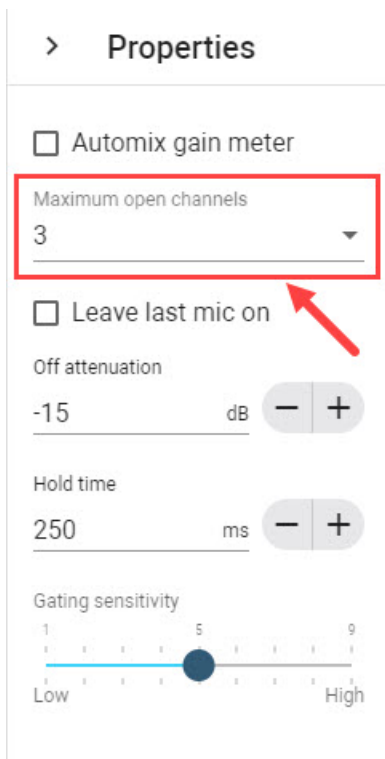 Properties
Automix gain meter
Maximum open channels
3
Leave last mic on
Off attenuation
-15 dB
Hold time
250 ms
Gating sensitivity
1 5 9
Low High